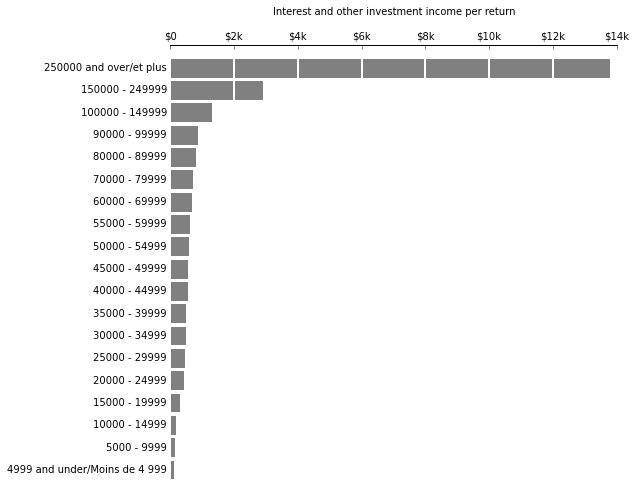 Interest and other investment income per return
$0 $2k $4k $6k $8k $10k $12k $14k
250000 and over/et plus
150000 - 249999
100000 - 149999
90000 - 99999
80000 - 89999
70000 - 79999
60000 - 69999
55000 - 59999
50000 - 54999
45000 - 49999
40000 - 44999
35000 - 39999
30000 - 34999
25000 - 29999
20000 - 24999
15000 - 19999
10000 - 14999
5000 - 9999
4999 and under/Moins de 4 999